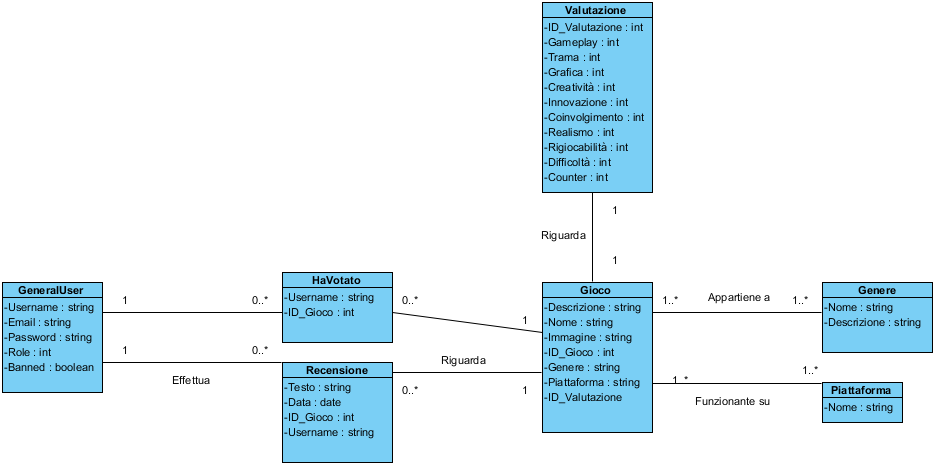 Valutazione
-ID_Valutazione : int
-Gameplay : int
-Trama : int
-Grafica : int
-Creatività : int
-Innovazione : int
-Coinvolgimento : int
-Realismo : int
-Rigiocabilità : int
-Difficoltà : int
-Counter : int
1
Riguarda
1
GeneralUser
-Username : string
-Email : string
-Password : string
-Role : int
-Banned : boolean
1
0..*
1
0..*
Effettua
HaVotato
-Username : string
-ID_Gioco : int
0..*
1
Recensione
-Testo : string
-Data : date
-ID_Gioco : int
-Username : string
Riguarda
0..*
1
Gioco
-Descrizione : string
-Nome : string
-Immagine : string
-ID_Gioco : int
-Genere : string
-Piattaforma : string
-ID_Valutazione
1..*
Appartiene a
1..*
Genere
-Nome : string
-Descrizione : string
1..*
1..*
Funzionante su
Piattaforma
-Nome : string